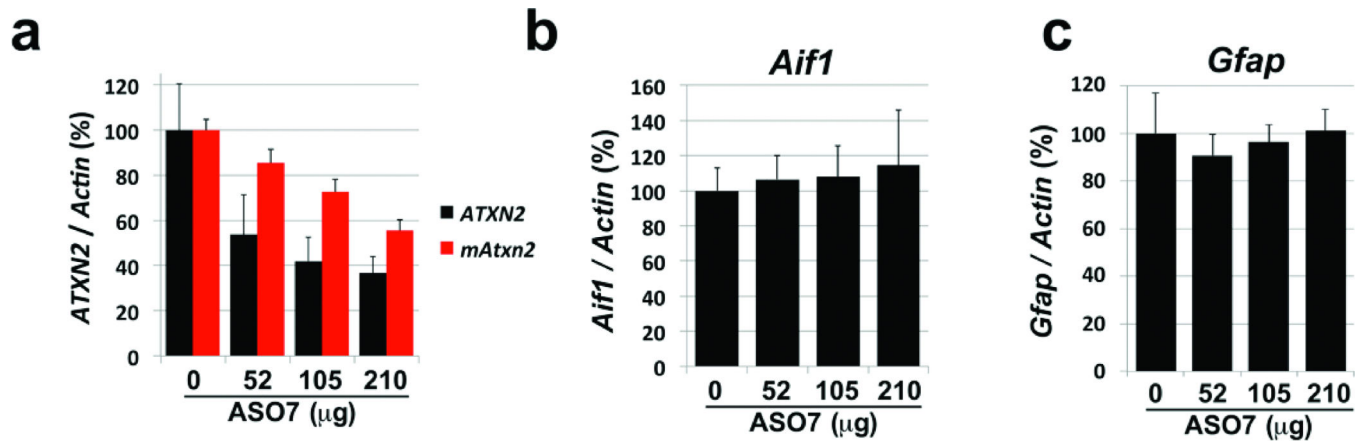 a
ATXN2 / Actin (%)
120
100
80
60
40
20
0
0 52 105 210
ASO7 (µg)
ATXN2
mAtxn2
b
Aif1
Aif1 / Actin (%)
160
140
120
100
80
60
40
20
0
0 52 105 210
ASO7 (µg)
c
Gfap
Gfap / Actin (%)
120
100
80
60
40
20
0
0 52 105 210
ASO7 (µg)